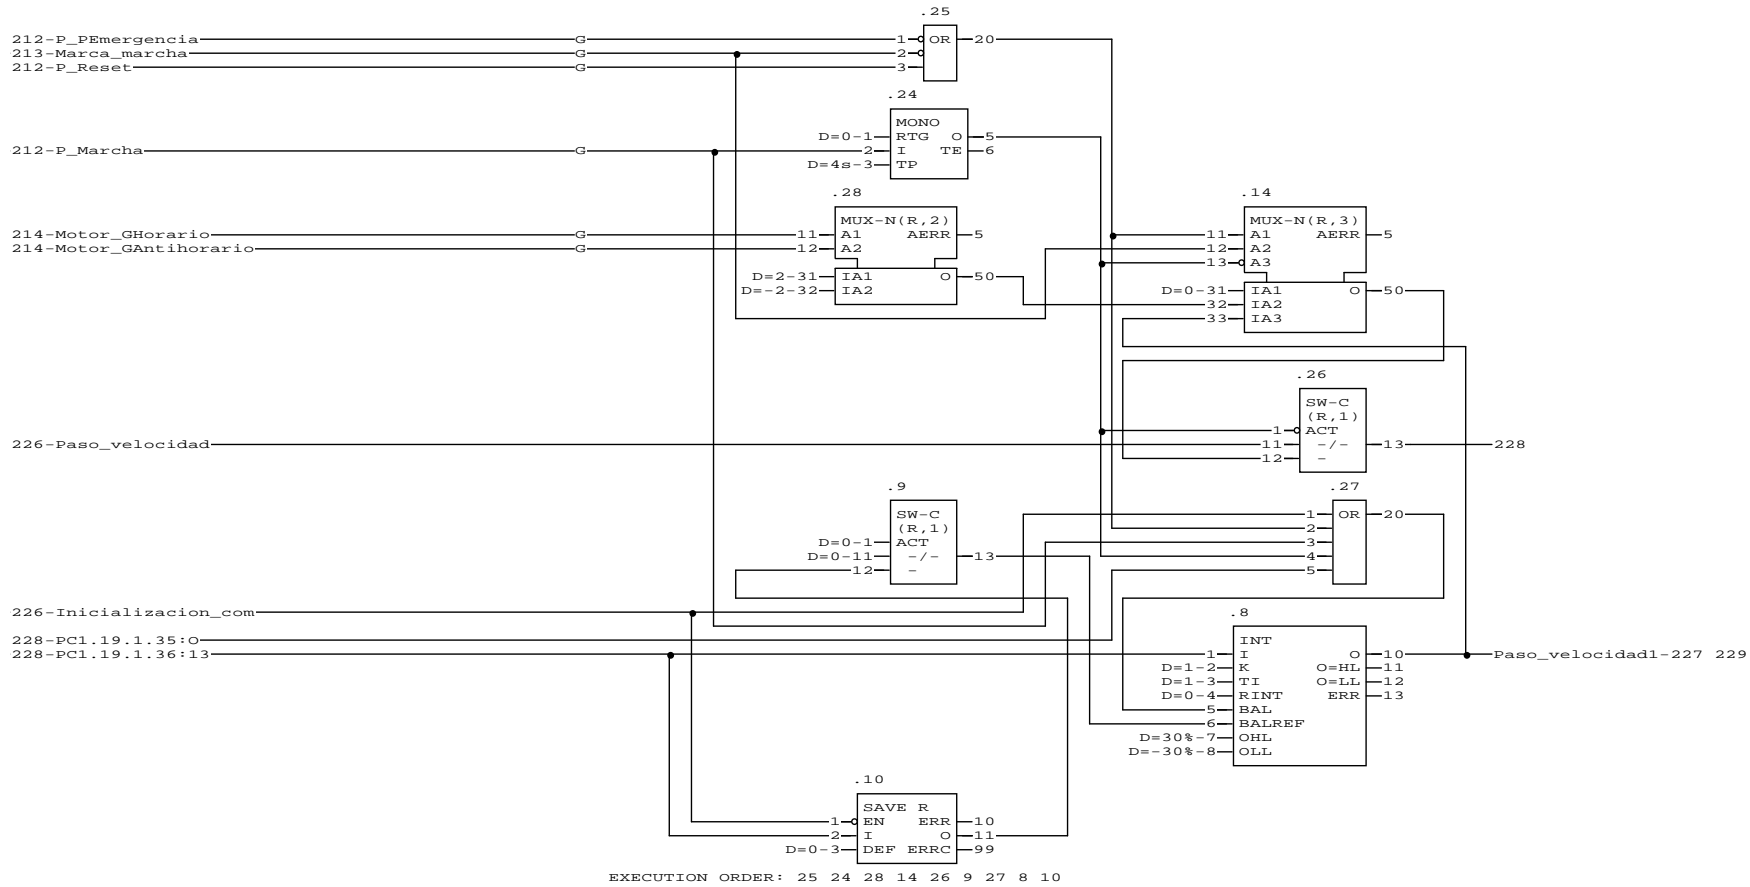 .25
212-P_PEmergencia G 1 OR 20
213-Marca_marcha G 2
212-P_Reset G 3
.24
MONO
D=0-1 RTG O 5
212-P_Marcha G 2 I TE 6
D=4s-3 TP
.28 .14
MUX-N(R,2) MUX-N(R,3)
214-Motor_GHorario G 11 A1 AERR 5 11 A1 AERR 5
214-Motor_GAntihorario G 12 A2 12 A2
13 A3
D=2-31 IA1 O 50 D=0-31 IA1 O 50
D=-2-32 IA2 32 IA2
33 IA3
.26
SW-C
(R,1)
1 ACT
226-Paso_velocidad 11 -/- 13 228
12 -
.9 .27
SW-C 1 OR 20
(R,1) 2
D=0-1 ACT 3
D=0-11 -/- 13 4
12 - 5
226-Inicializacion_com .8
228-PC1.19.1.35:O INT
228-PC1.19.1.36:13 1 I O 10 Paso_velocidad1-227 229
D=1-2 K O=HL 11
D=1-3 TI O=LL 12
D=0-4 RINT ERR 13
5 BAL
6 BALREF
D=30%-7 OHL
D=-30%-8 OLL
.10
SAVE R
1 EN ERR 10
2 I O 11
D=0-3 DEF ERRC 99
EXECUTION ORDER: 25 24 28 14 26 9 27 8 10